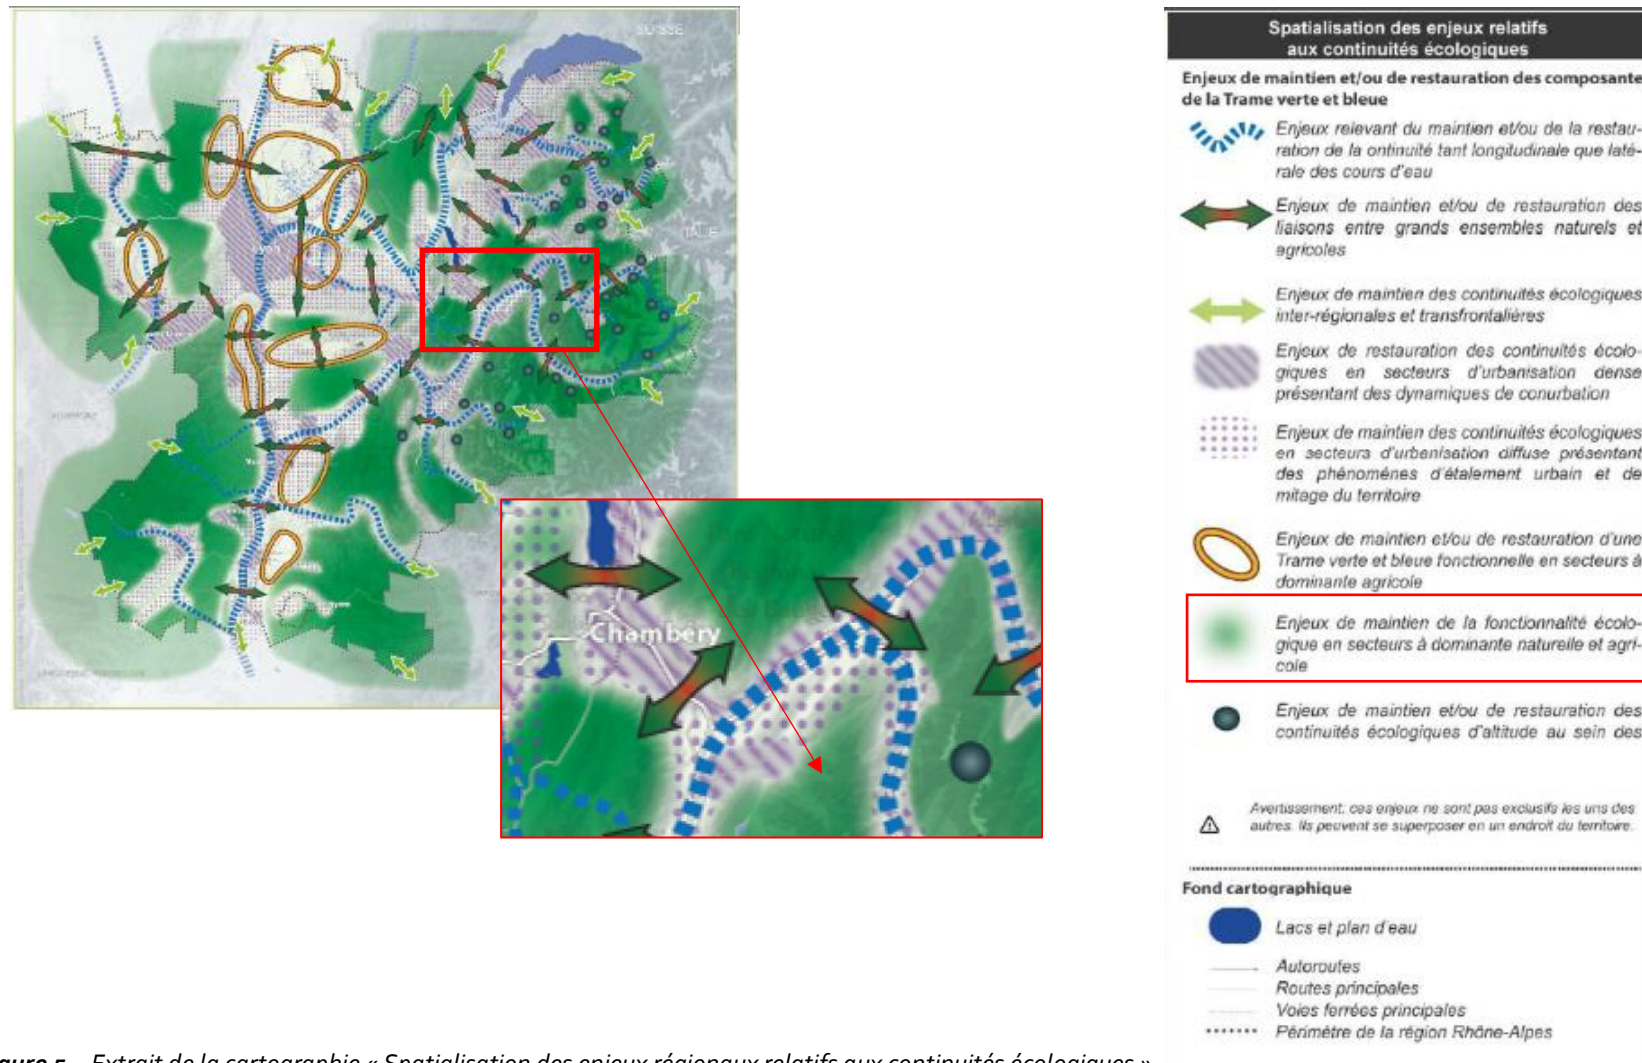 SUISSE
Lyon
Chambéry
Spatialisation des enjeux relatifs
aux continuités écologiques
Enjeux de maintien et/ou de restauration des composante
de la Trame verte et bleue
Enjeux relevant du maintien et/ou de la restau-
ration de la ontinuité tant longitudinale que laté-
rale des cours d'eau
Enjeux de maintien et/ou de restauration des
liaisons entre grands ensembles naturels et
agricoles
Enjeux de maintien des continuités écologiques
inter-régionales et transfrontalières
Enjeux de restauration des continuités écolo-
giques en secteurs d'urbanisation dense
présentant des dynamiques de conurbation
Enjeux de maintien des continuités écologiques
en secteurs d'urbanisation diffuse présentant
des phénomènes d'étalement urbain et de
mitage du territoire
Enjeux de maintien et/ou de restauration d'une
Trame verte et bleue fonctionnelle en secteurs à
dominante agricole
Enjeux de maintien de la fonctionnalité écolo-
gique en secteurs à dominante naturelle et agri-
cole
Enjeux de maintien et/ou de restauration des
continuités écologiques d'altitude au sein des
Avertissement: ces enjeux ne sont pas exclusifs les uns des
autres. Ils peuvent se superposer en un endroit du territoire.
Fond cartographique
Lacs et plan d'eau
Autoroutes
Routes principales
Voies ferrées principales
Périmètre de la région Rhône-Alpes
gure 5 Extrait de la cartographie « Spatialisation des enjeux régionaux relatifs aux continuités écologiques »